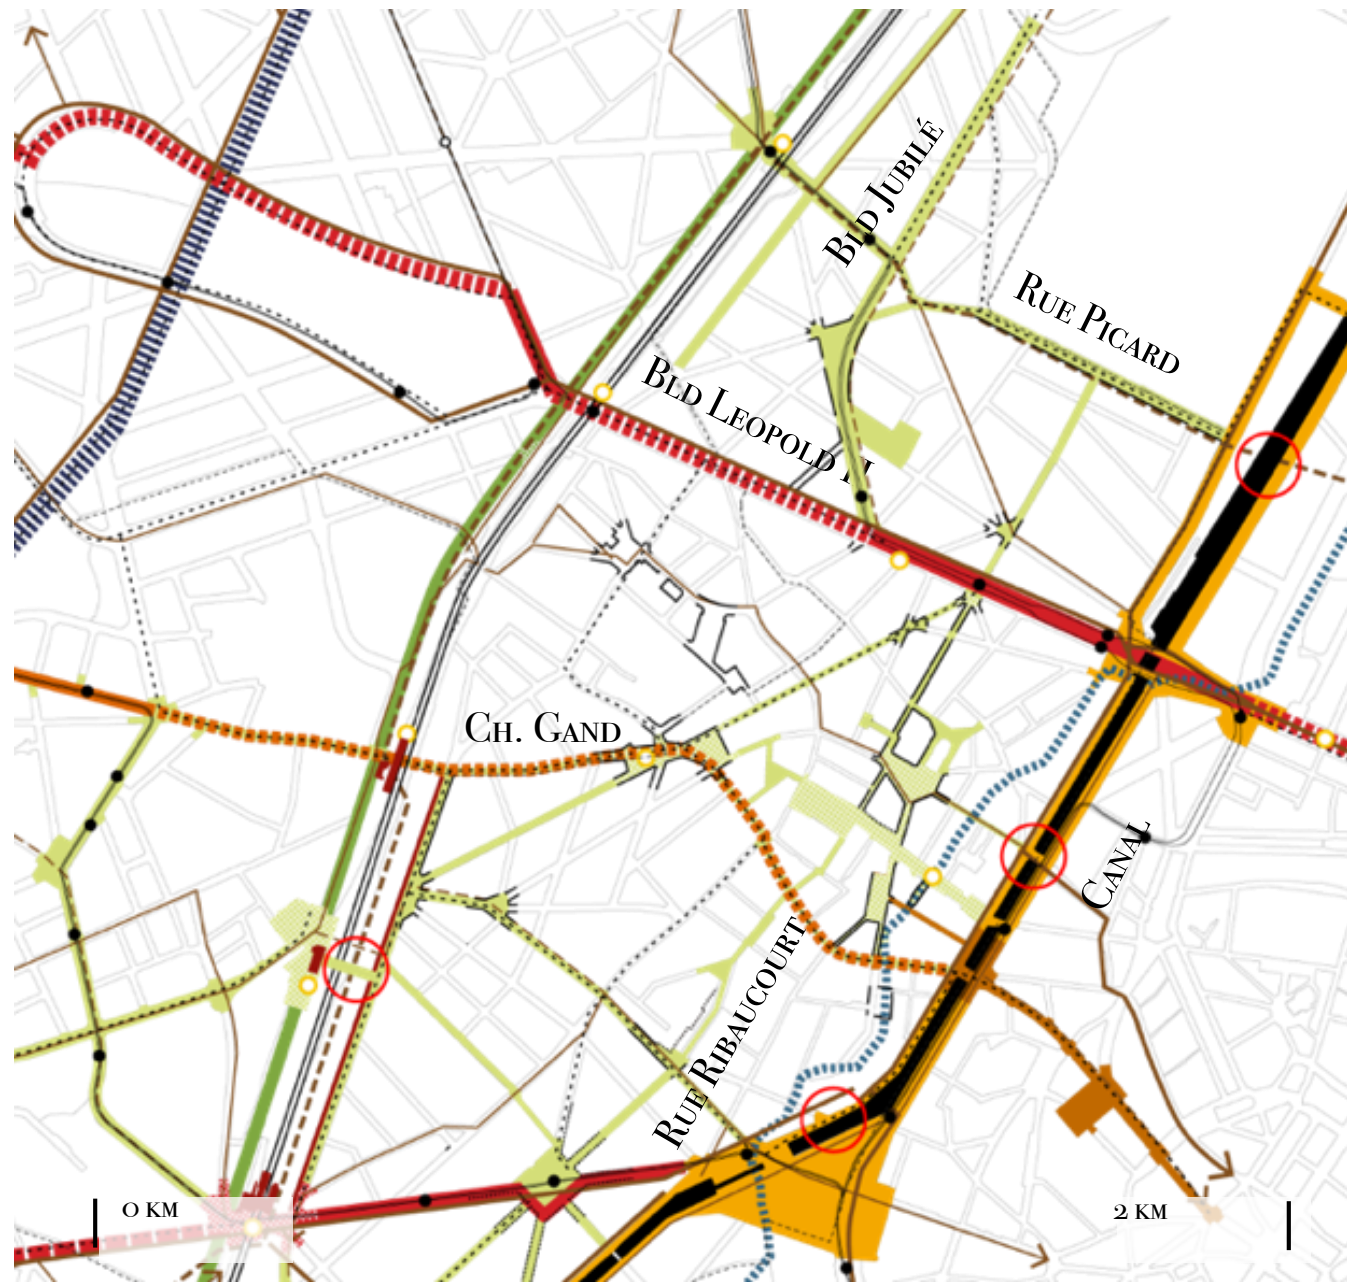 BLD JUBILÉ
RUE PICARD
BLD LEOPOLD II
CH. GAND
CANAL
RUE RIBAUCOURT
0 KM
2 KM